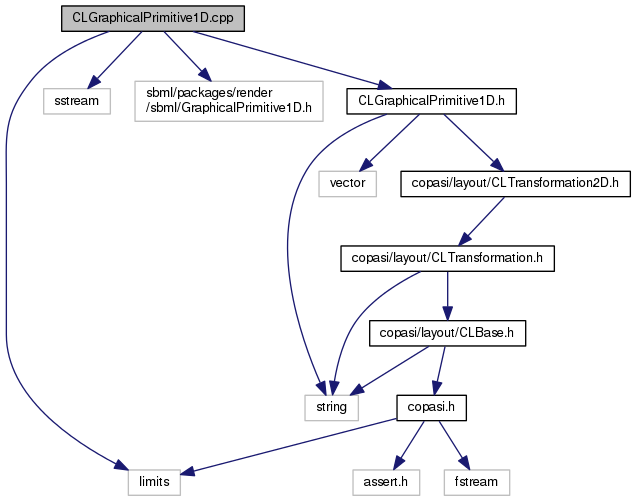 CLGraphicalPrimitive1D.cpp
sstream
sbml/packages/render
/sbml/GraphicalPrimitive1D.h
CLGraphicalPrimitive1D.h
vector
copasi/layout/CLTransformation2D.h
copasi/layout/CLTransformation.h
copasi/layout/CLBase.h
string
copasi.h
limits
assert.h
fstream